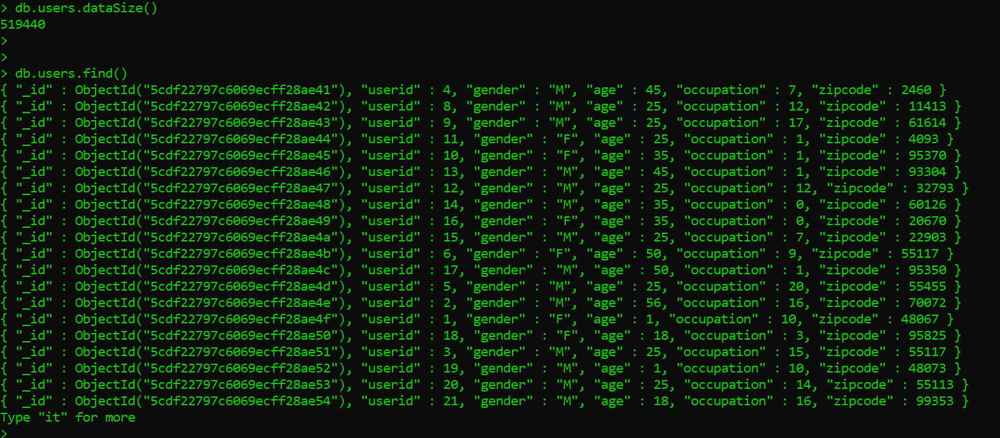 > db.users.dataSize()
519440
>
>
> db.users.find()
{ "_id" : ObjectId("5cdf22797c6069ecff28ae41"), "userid" : 4, "gender" : "M", "age" : 45, "occupation" : 7, "zipcode" : 2460 }
{ "_id" : ObjectId("5cdf22797c6069ecff28ae42"), "userid" : 8, "gender" : "M", "age" : 25, "occupation" : 12, "zipcode" : 11413 }
{ "_id" : ObjectId("5cdf22797c6069ecff28ae43"), "userid" : 9, "gender" : "M", "age" : 25, "occupation" : 17, "zipcode" : 61614 }
{ "_id" : ObjectId("5cdf22797c6069ecff28ae44"), "userid" : 11, "gender" : "F", "age" : 25, "occupation" : 1, "zipcode" : 4093 }
{ "_id" : ObjectId("5cdf22797c6069ecff28ae45"), "userid" : 10, "gender" : "F", "age" : 35, "occupation" : 1, "zipcode" : 95370 }
{ "_id" : ObjectId("5cdf22797c6069ecff28ae46"), "userid" : 13, "gender" : "M", "age" : 45, "occupation" : 1, "zipcode" : 93304 }
{ "_id" : ObjectId("5cdf22797c6069ecff28ae47"), "userid" : 12, "gender" : "M", "age" : 25, "occupation" : 12, "zipcode" : 32793 }
{ "_id" : ObjectId("5cdf22797c6069ecff28ae48"), "userid" : 14, "gender" : "M", "age" : 35, "occupation" : 0, "zipcode" : 60126 }
{ "_id" : ObjectId("5cdf22797c6069ecff28ae49"), "userid" : 16, "gender" : "F", "age" : 35, "occupation" : 0, "zipcode" : 20670 }
{ "_id" : ObjectId("5cdf22797c6069ecff28ae4a"), "userid" : 15, "gender" : "M", "age" : 25, "occupation" : 7, "zipcode" : 22903 }
{ "_id" : ObjectId("5cdf22797c6069ecff28ae4b"), "userid" : 6, "gender" : "F", "age" : 50, "occupation" : 9, "zipcode" : 55117 }
{ "_id" : ObjectId("5cdf22797c6069ecff28ae4c"), "userid" : 17, "gender" : "M", "age" : 50, "occupation" : 1, "zipcode" : 95350 }
{ "_id" : ObjectId("5cdf22797c6069ecff28ae4d"), "userid" : 5, "gender" : "M", "age" : 25, "occupation" : 20, "zipcode" : 55455 }
{ "_id" : ObjectId("5cdf22797c6069ecff28ae4e"), "userid" : 2, "gender" : "M", "age" : 56, "occupation" : 16, "zipcode" : 70072 }
{ "_id" : ObjectId("5cdf22797c6069ecff28ae4f"), "userid" : 1, "gender" : "F", "age" : 1, "occupation" : 10, "zipcode" : 48067 }
{ "_id" : ObjectId("5cdf22797c6069ecff28ae50"), "userid" : 18, "gender" : "F", "age" : 18, "occupation" : 3, "zipcode" : 95825 }
{ "_id" : ObjectId("5cdf22797c6069ecff28ae51"), "userid" : 3, "gender" : "M", "age" : 25, "occupation" : 15, "zipcode" : 55117 }
{ "_id" : ObjectId("5cdf22797c6069ecff28ae52"), "userid" : 19, "gender" : "M", "age" : 1, "occupation" : 10, "zipcode" : 48073 }
{ "_id" : ObjectId("5cdf22797c6069ecff28ae53"), "userid" : 20, "gender" : "M", "age" : 25, "occupation" : 14, "zipcode" : 55113 }
{ "_id" : ObjectId("5cdf22797c6069ecff28ae54"), "userid" : 21, "gender" : "M", "age" : 18, "occupation" : 16, "zipcode" : 99353 }
Type "it" for more
>